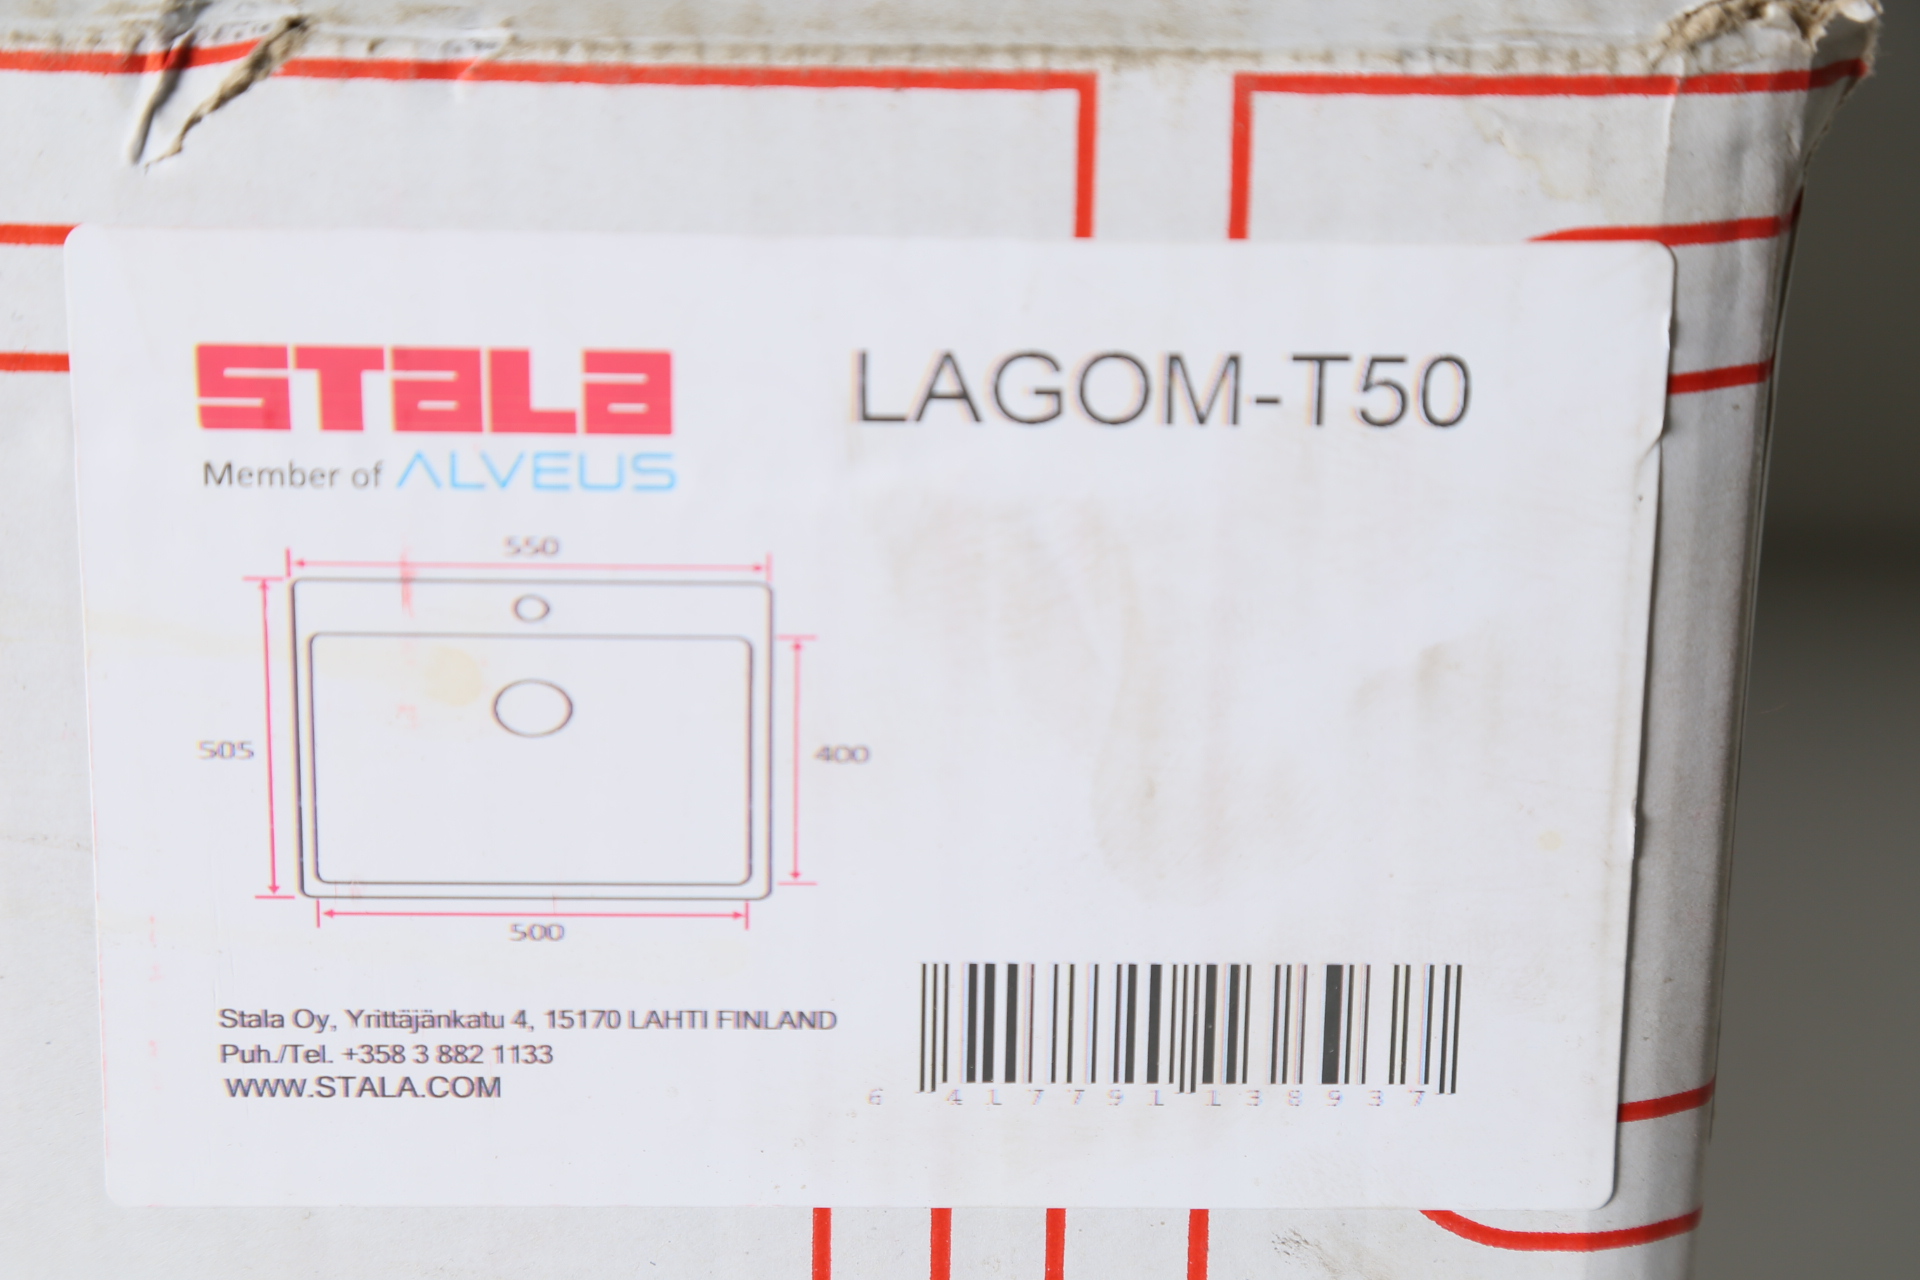 STALA
Member of ALVEUS
LAGOM-T50
550
505
400
500
Stala Oy, Yrittäjänkatu 4, 15170 LAHTI FINLAND
Puh./Tel. +358 3 882 1133
WWW.STALA.COM
6 417791 138937